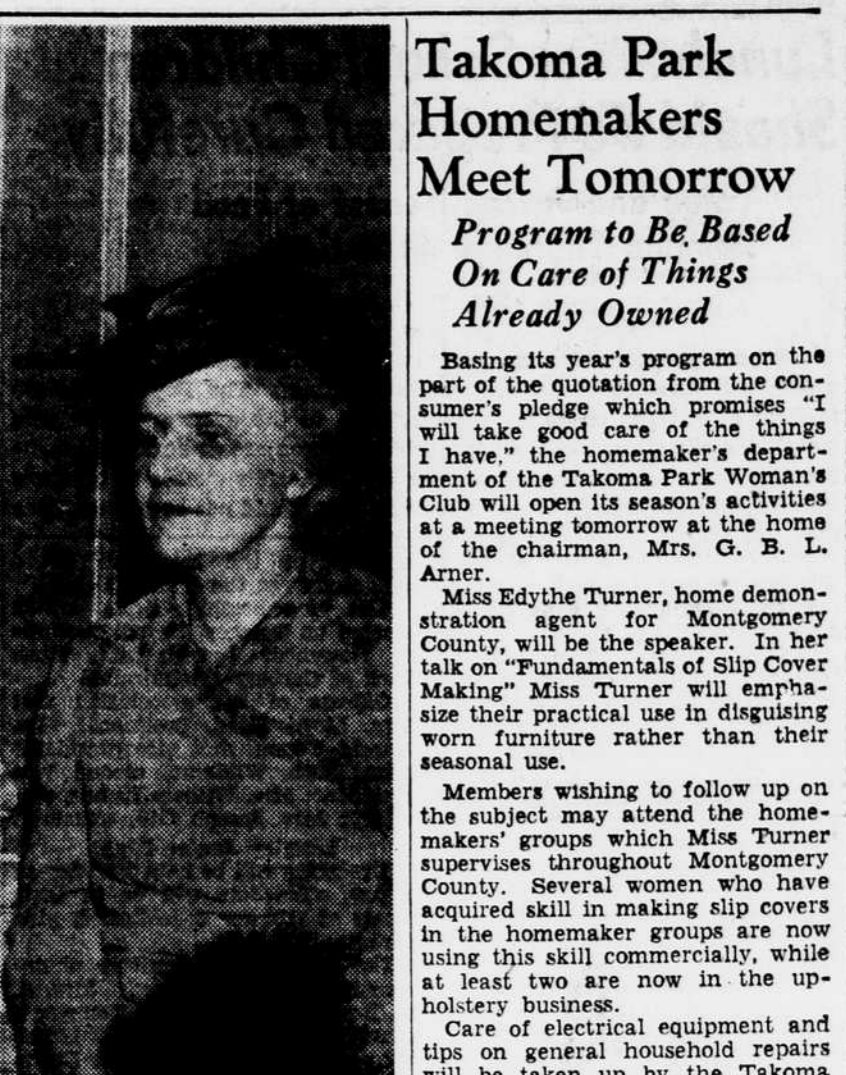 Takoma Park
Homemakers
Meet Tomorrow
Program to Be Based
On Care of Things
Already Owned
Basing its year's program on the
part of the quotation from the con-
sumer's pledge which promises "I
will take good care of the things
I have," the homemaker's depart-
ment of the Takoma Park Woman's
Club will open its season's activities
at a meeting tomorrow at the home
of the chairman, Mrs. G. B. L.
Arner.
Miss Edythe Turner, home demon-
stration agent for Montgomery
County, will be the speaker. In her
talk on "Fundamentals of Slip Cover
Making" Miss Turner will empha-
size their practical use in disguising
worn furniture rather than their
seasonal use.
Members wishing to follow up on
the subject may attend the home-
makers' groups which Miss Turner
supervises throughout Montgomery
County. Several women who have
acquired skill in making slip covers
in the homemaker groups are now
using this skill commercially, while
at least two are now in the up-
holstery business.
Care of electrical equipment and
tips on general household repairs
will be taken up by the Takoma